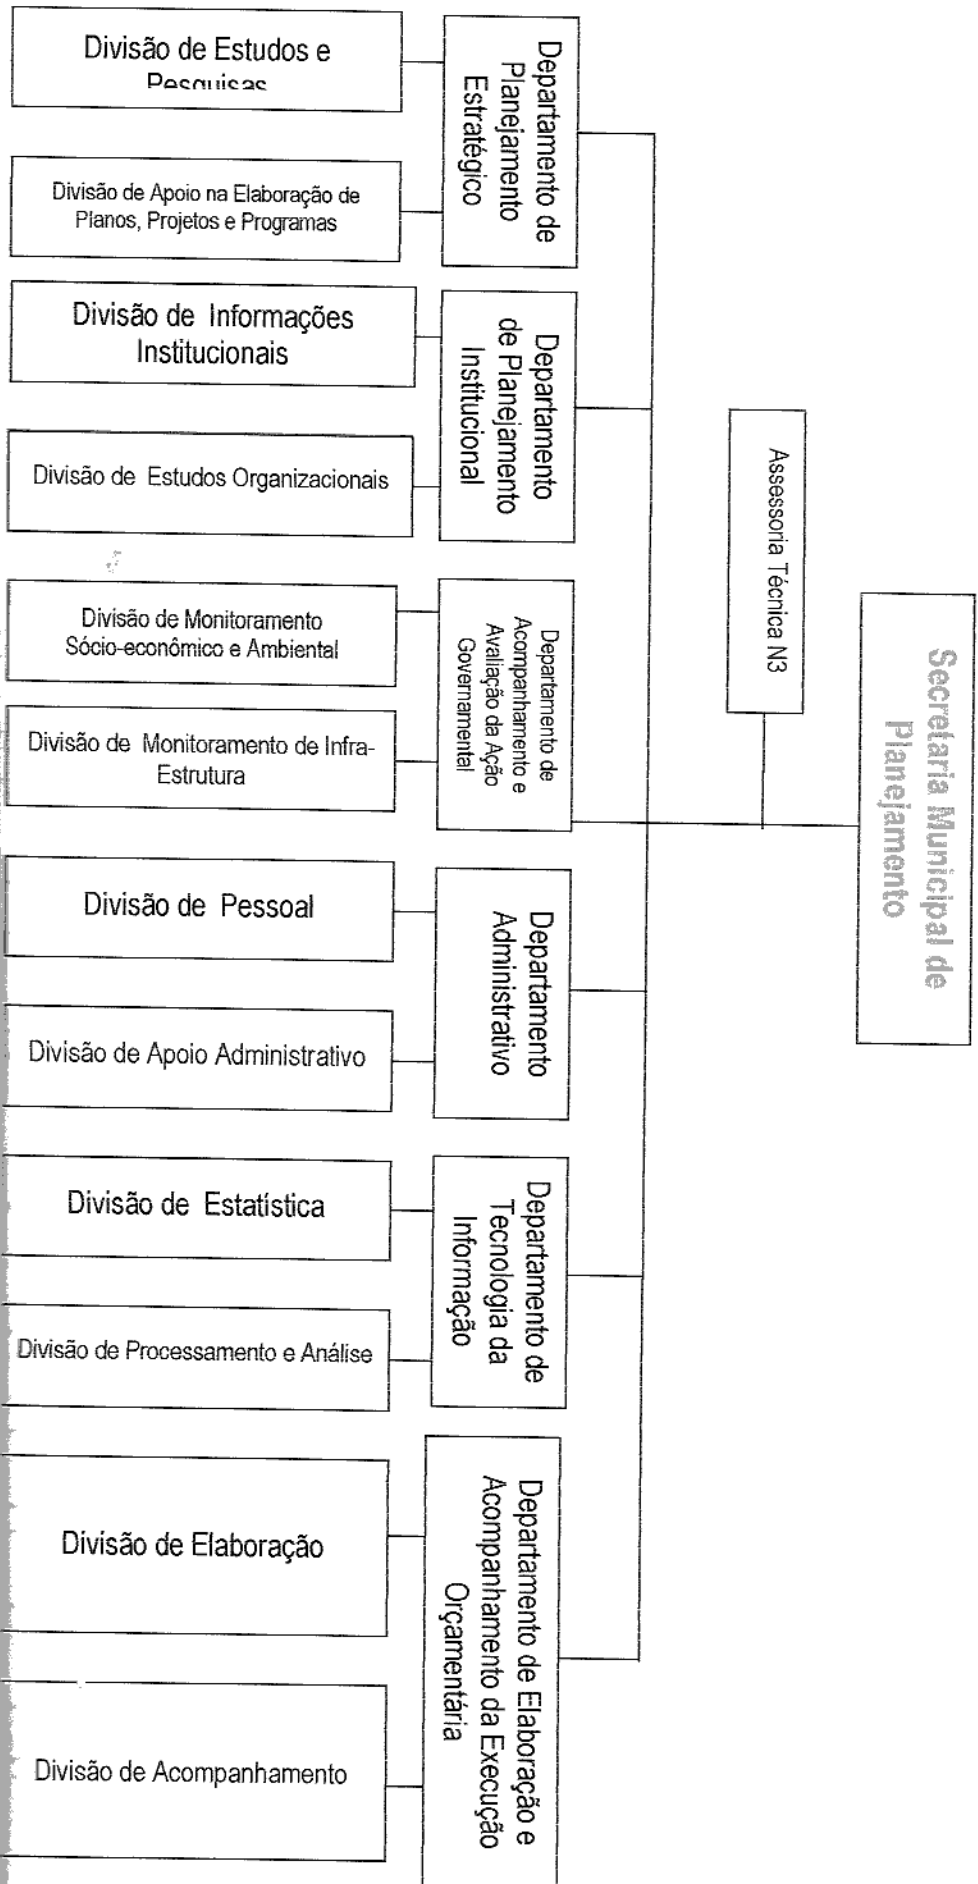 Secretaria Municipal de
Planejamento
Assessoria Técnica N3
Departamento de
Planejamento
Estratégico
Divisão de Estudos e
Pesquisas
Divisão de Apoio na Elaboração de
Planos, Projetos e Programas
Departamento
de Planejamento
Institucional
Divisão de Informações
Institucionais
Divisão de Estudos Organizacionais
Departamento de
Acompanhamento e
Avaliação da Ação
Governamental
Divisão de Monitoramento
Sócio-econômico e Ambiental
Divisão de Monitoramento de Infra-
Estrutura
Departamento
Administrativo
Divisão de Pessoal
Divisão de Apoio Administrativo
Departamento de
Tecnologia da
Informação
Divisão de Estatística
Divisão de Processamento e Análise
Departamento de Elaboração e
Acompanhamento da Execução
Orçamentária
Divisão de Elaboração
Divisão de Acompanhamento